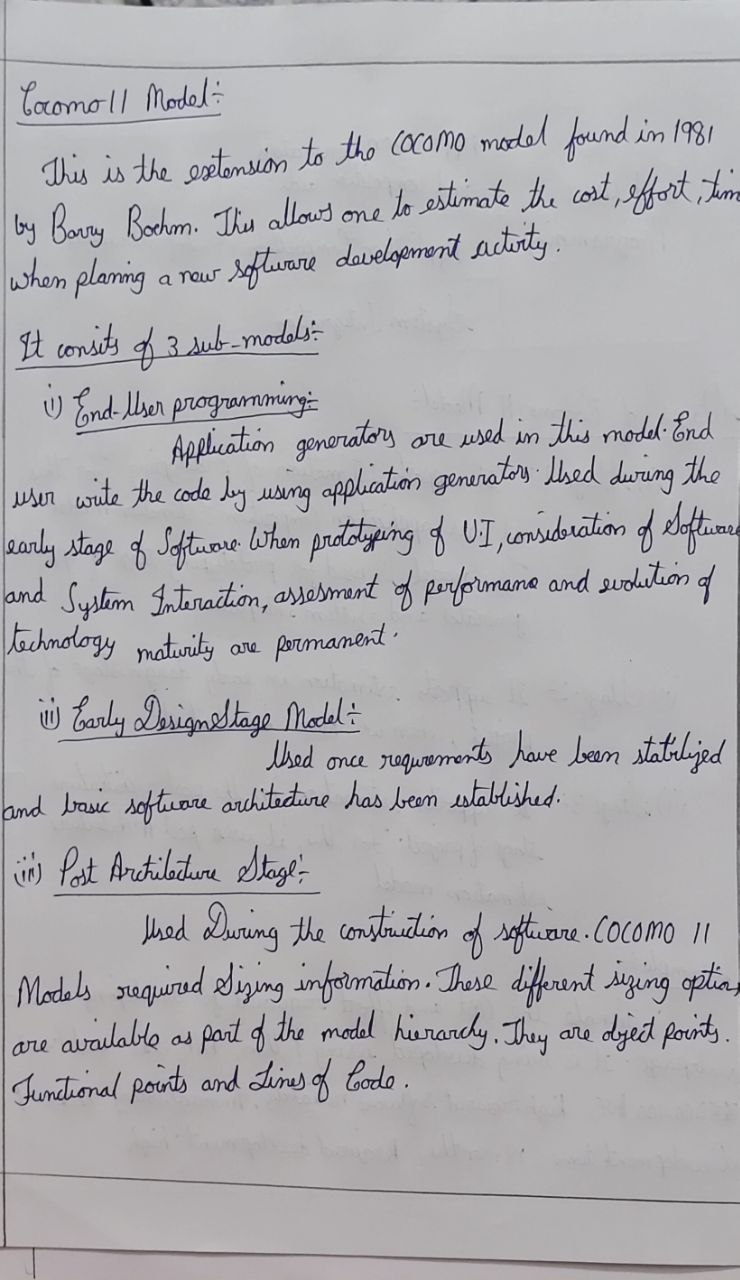 Cocomo 11 Model:-
This is the extension to the COCOMO model found in 1981
by Barry Boehm. This allows one to estimate the cost, effort, tim
when planing a new software development activity.
It consits of 3 sub-models:-
i) End-User programming:-
Application generators are used in this model. End
user write the code by using application generators. Used during the
early stage of Software. When prototyping of U.I, consideration of Software
and System Interaction, assesment of performane and evolution of
technology maturity are permanent.
ii) Early Design Stage Model:-
Used once requirements have been stabilized
and basic software architecture has been established.
(iii) Post Architecture Stage:-
Used During the construction of software. COCOMO 11
Models required Sizing information. These different sizing option,
are available as part of the model hierarchy. They are object points.
Functional points and Lines of Code.